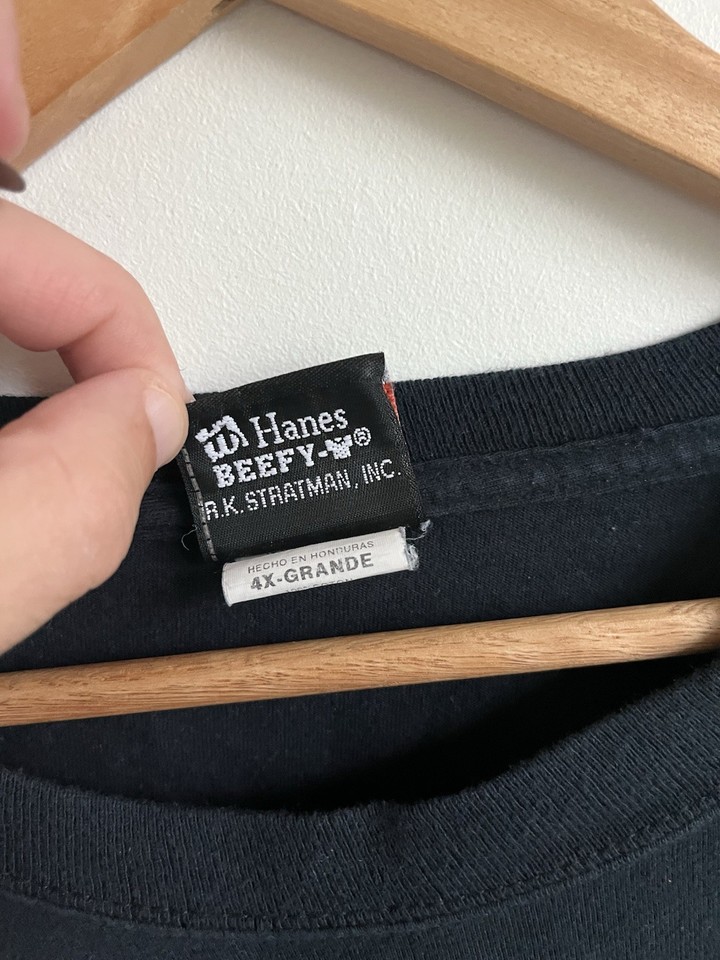 Hanes
BEEFY-®
R.K. STRATMAN, INC.
HECHO EN HONDURAS
4X-GRANDE